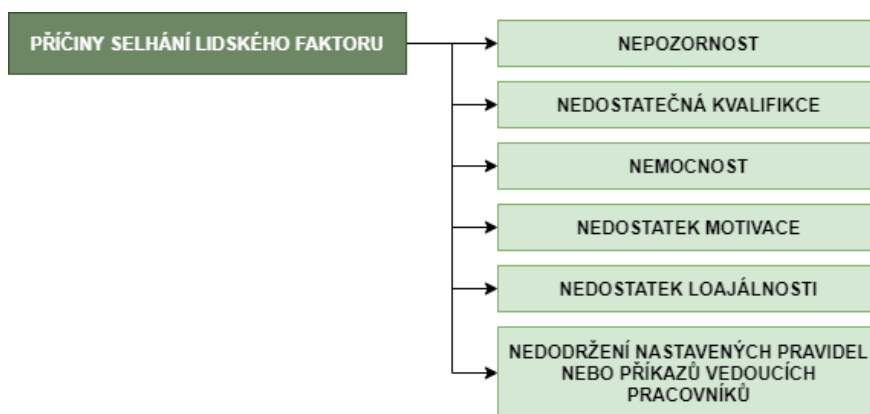 PŘÍČINY SELHÁNÍ LIDSKÉHO FAKTORU
NEPOZORNOST
NEDOSTATEČNÁ KVALIFIKCE
NEMOCNOST
NEDOSTATEK MOTIVACE
NEDOSTATEK LOAJÁLNOSTI
NEDODRŽENÍ NASTAVENÝCH PRAVIDEL
NEBO PŘÍKAZŮ VEDOUCÍCH
PRACOVNÍKŮ